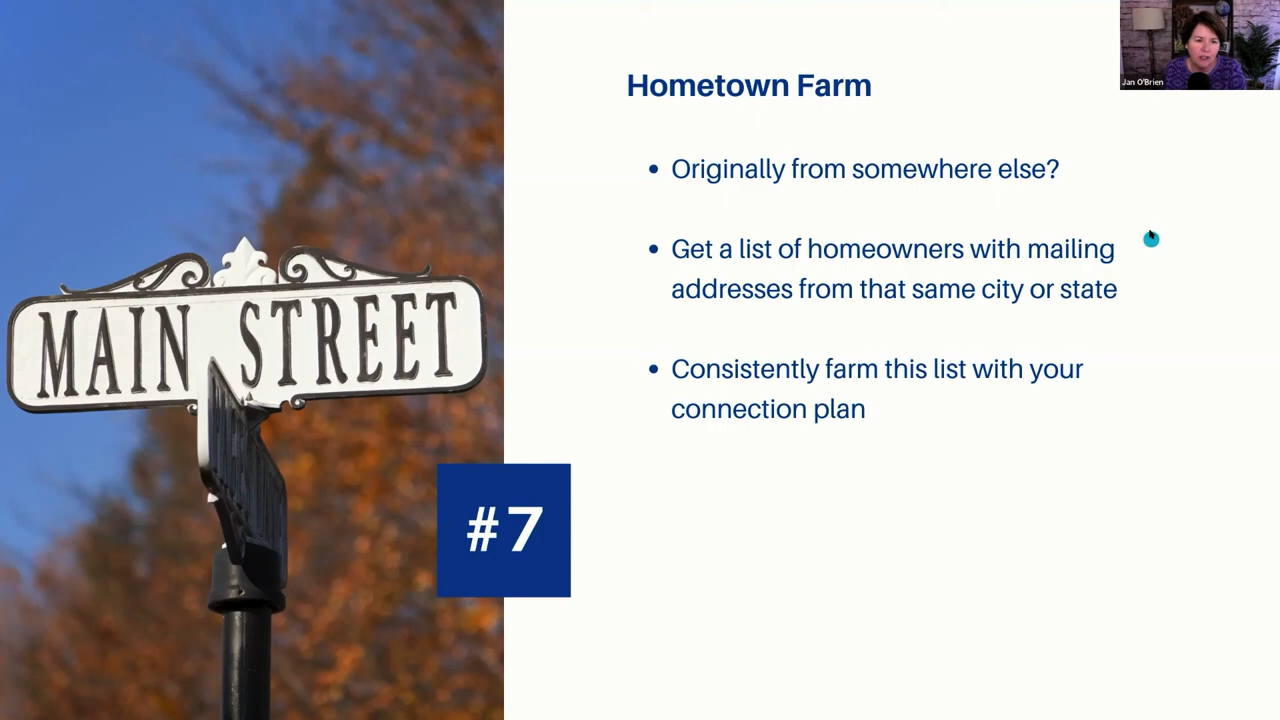 Hometown Farm
Jan O'Brien
• Originally from somewhere else?
• Get a list of homeowners with mailing
addresses from that same city or state
• Consistently farm this list with your
connection plan
MAIN STREET
#7